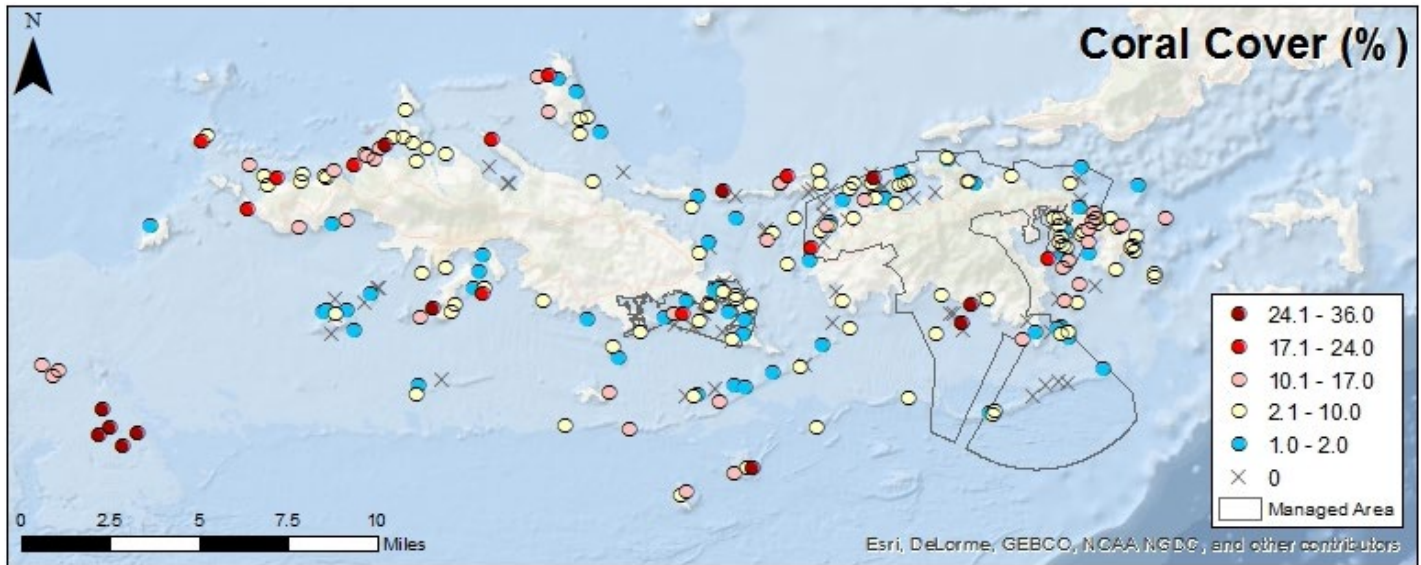 N
Coral Cover (%)
24.1 - 36.0
17.1 - 24.0
10.1 - 17.0
2.1 - 10.0
1.0 - 2.0
0
Managed Area
0 2.5 5 7.5 10
Miles
Esri, DeLorme, GEBCO, NOAA NGDC, and other contributors